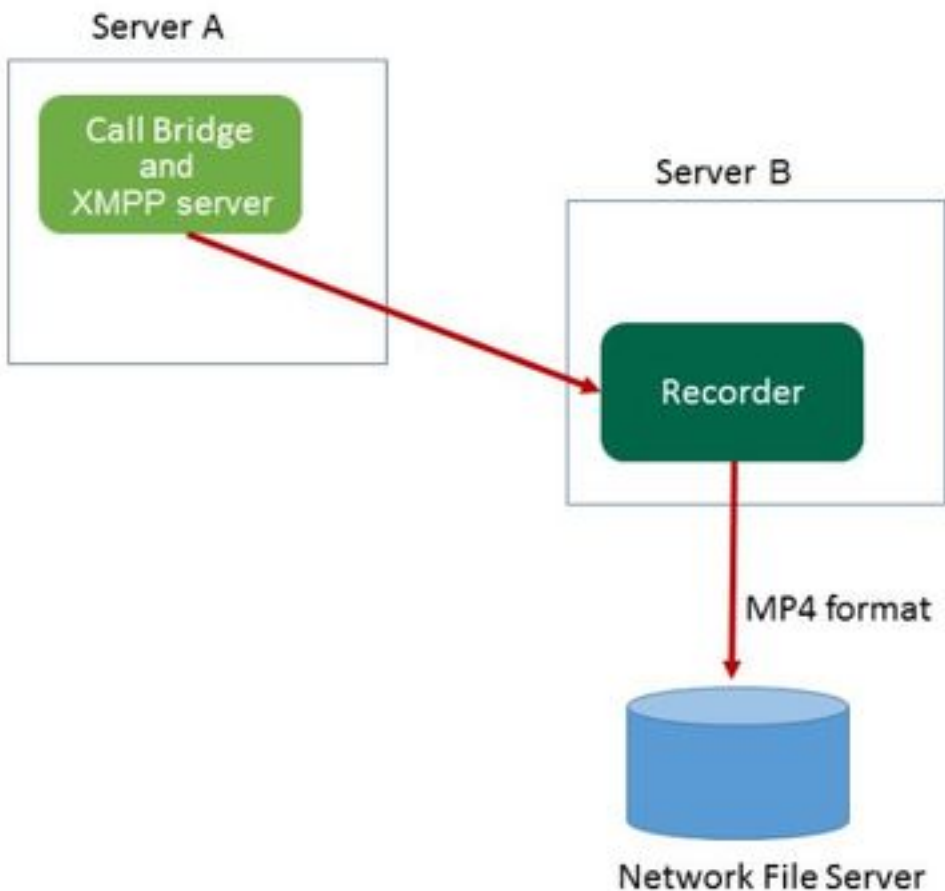 Server A
Call Bridge
and
XMPP server
Server B
Recorder
MP4 format
Network File Server